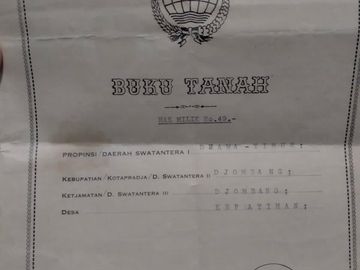 BUKU TANAH
HAK MILIK No.49.-
PROPINSI/DAERAH SWATANTERA I DJAWA-TIMUR;
KEBUPATIAN/KOTAPRADJA/D. SWATANTERA II DJOMBANG;
KETJAMATAN/D. SWATANTERA III DJOMBANG;
DESA KEPATIHAN;